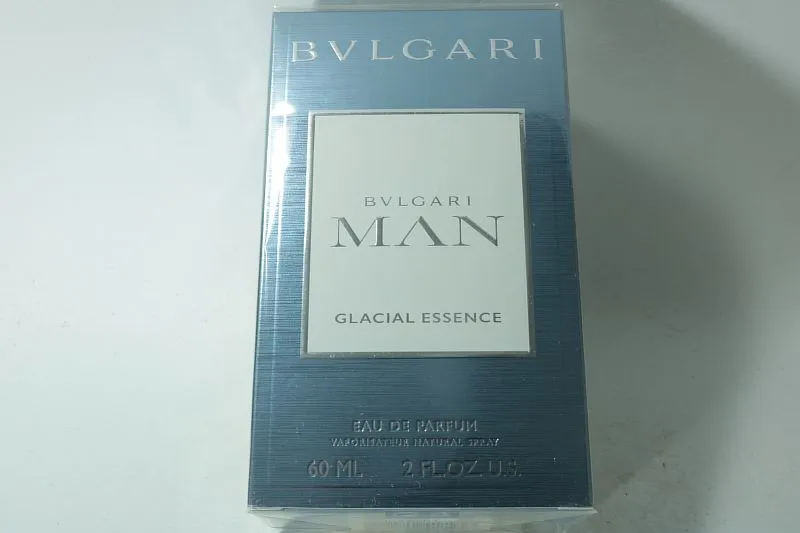 BVLGARI
BVLGARI
MAN
GLACIAL ESSENCE
EAU DE PARFUM
VAPORISATEUR NATURAL SPRAY
60 ML 2 FL.OZ U.S.